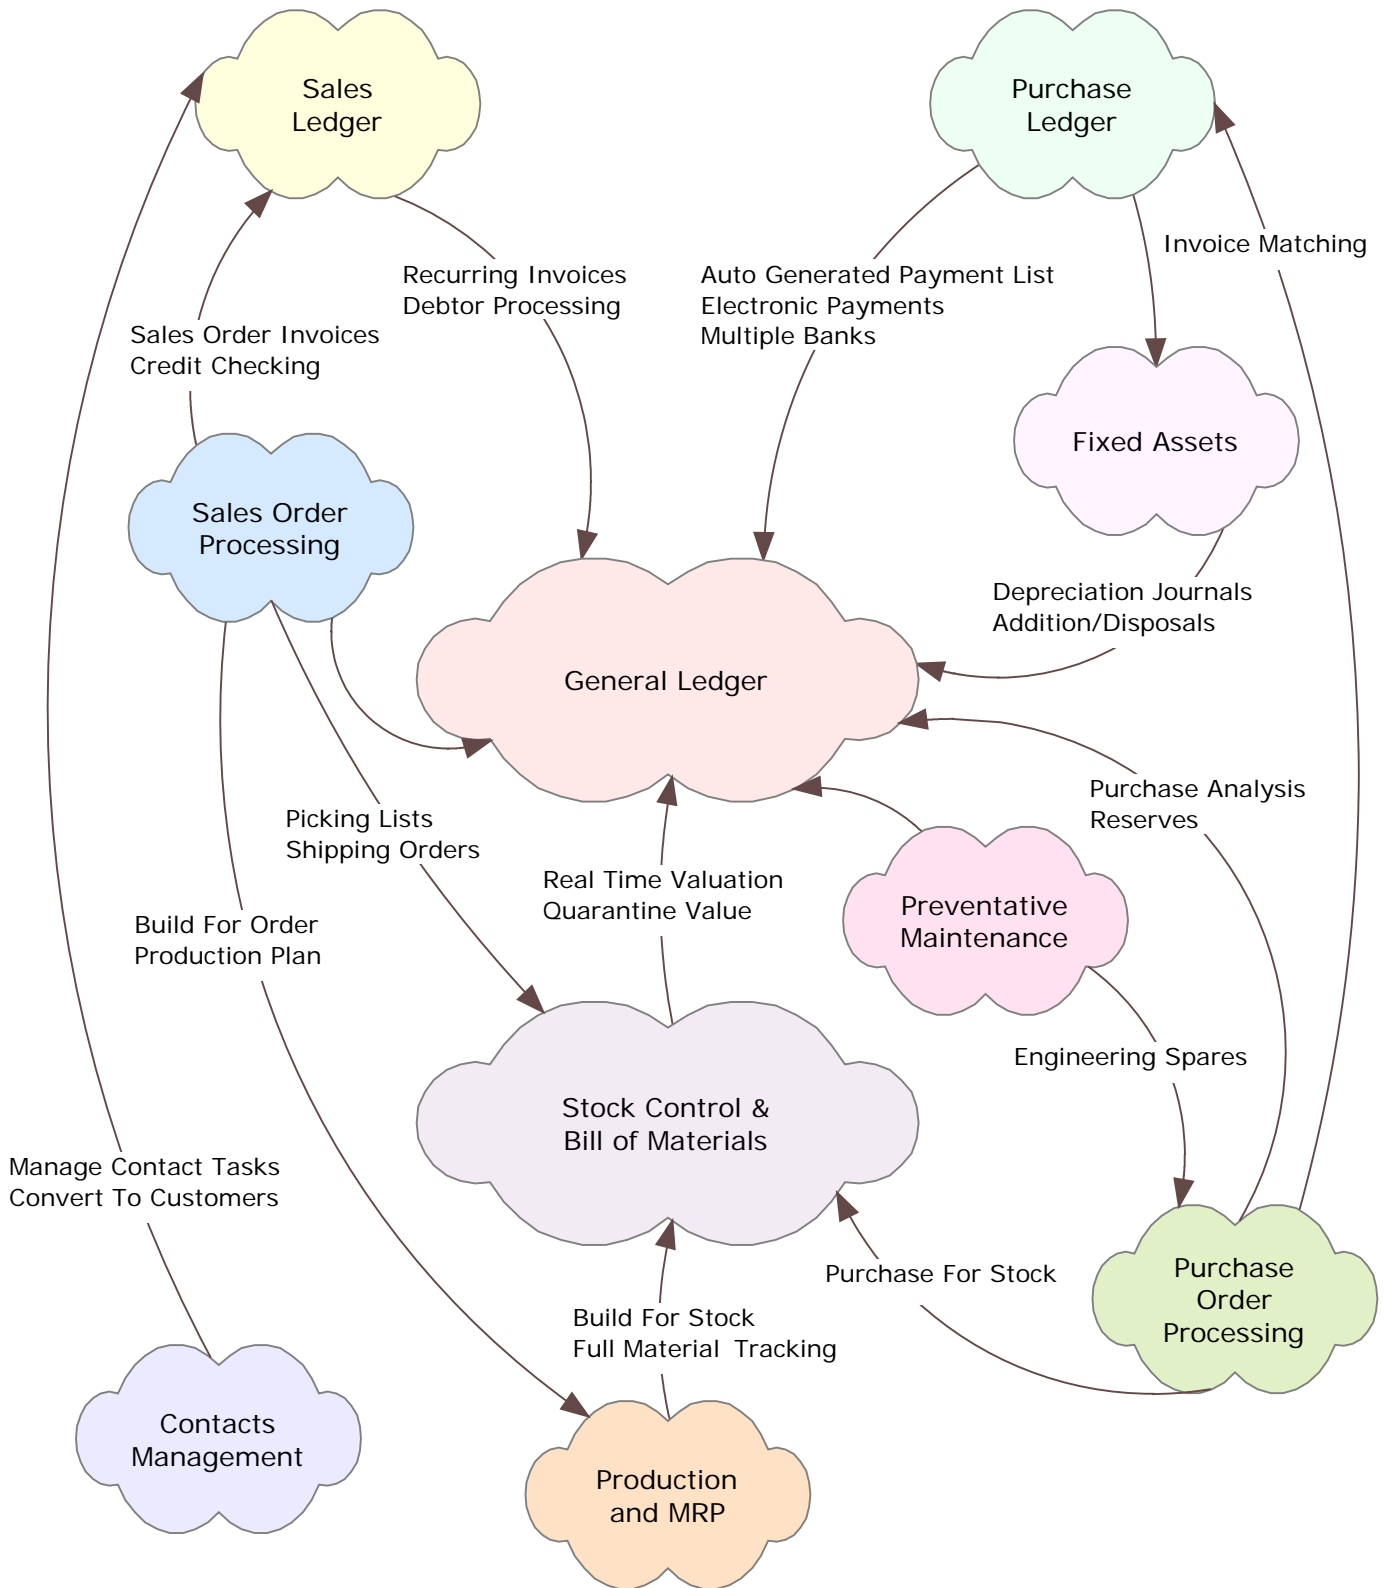 Sales
Ledger
Purchase
Ledger
Invoice Matching
Recurring Invoices
Debtor Processing
Auto Generated Payment List
Electronic Payments
Multiple Banks
Sales Order Invoices
Credit Checking
Fixed Assets
Sales Order
Processing
Depreciation Journals
Addition/Disposals
General Ledger
Purchase Analysis
Reserves
Picking Lists
Shipping Orders
Real Time Valuation
Quarantine Value
Preventative
Maintenance
Build For Order
Production Plan
Engineering Spares
Stock Control &
Bill of Materials
Manage Contact Tasks
Convert To Customers
Purchase For Stock
Purchase
Order
Processing
Build For Stock
Full Material Tracking
Contacts
Management
Production
and MRP